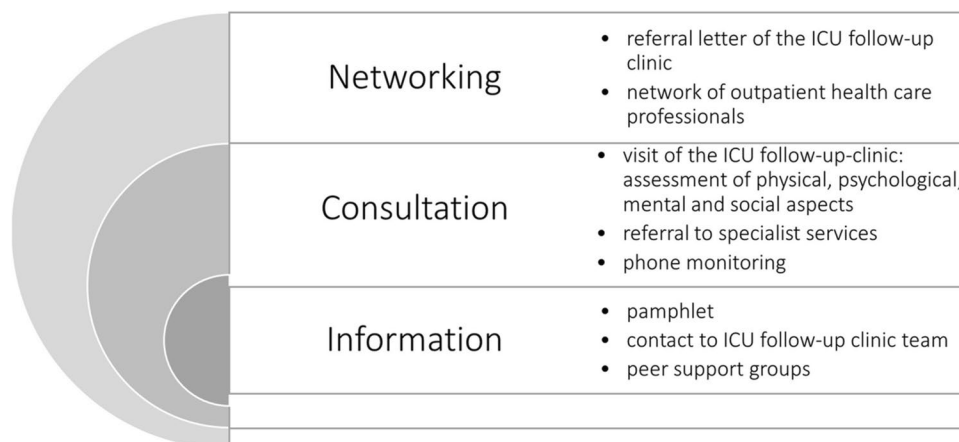 Networking
• referral letter of the ICU follow-up
clinic
• network of outpatient health care
professionals
Consultation
• visit of the ICU follow-up-clinic:
assessment of physical, psychological,
mental and social aspects
• referral to specialist services
• phone monitoring
Information
• pamphlet
• contact to ICU follow-up clinic team
• peer support groups